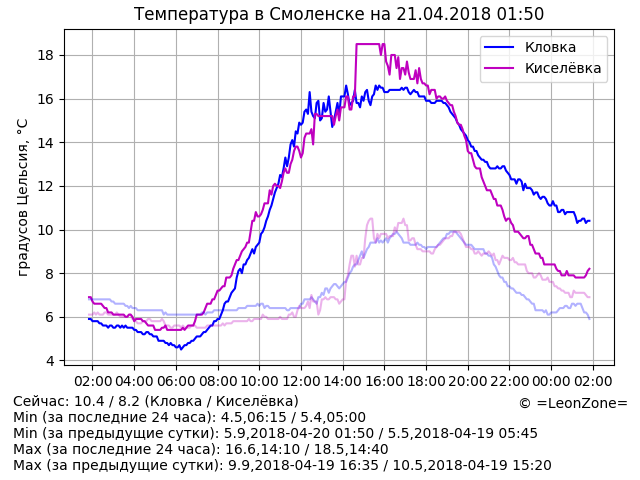 Температура в Смоленске на 21.04.2018 01:50
18
16
14
12
10
8
6
4
градусов Цельсия, °C
Кловка
Киселёвка
02:00 04:00 06:00 08:00 10:00 12:00 14:00 16:00 18:00 20:00 22:00 00:00 02:00
Сейчас: 10.4 / 8.2 (Кловка / Киселёвка)
© =LeonZone=
Min (за последние 24 часа): 4.5,06:15 / 5.4,05:00
Min (за предыдущие сутки): 5.9,2018-04-20 01:50 / 5.5,2018-04-19 05:45
Max (за последние 24 часа): 16.6,14:10 / 18.5,14:40
Max (за предыдущие сутки): 9.9,2018-04-19 16:35 / 10.5,2018-04-19 15:20